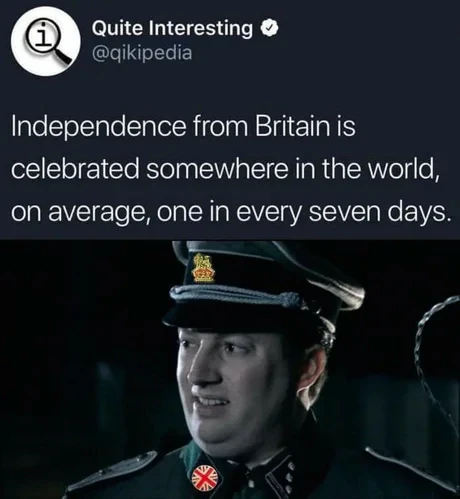 Quite Interesting
@qikipedia
Independence from Britain is
celebrated somewhere in the world,
on average, one in every seven days.